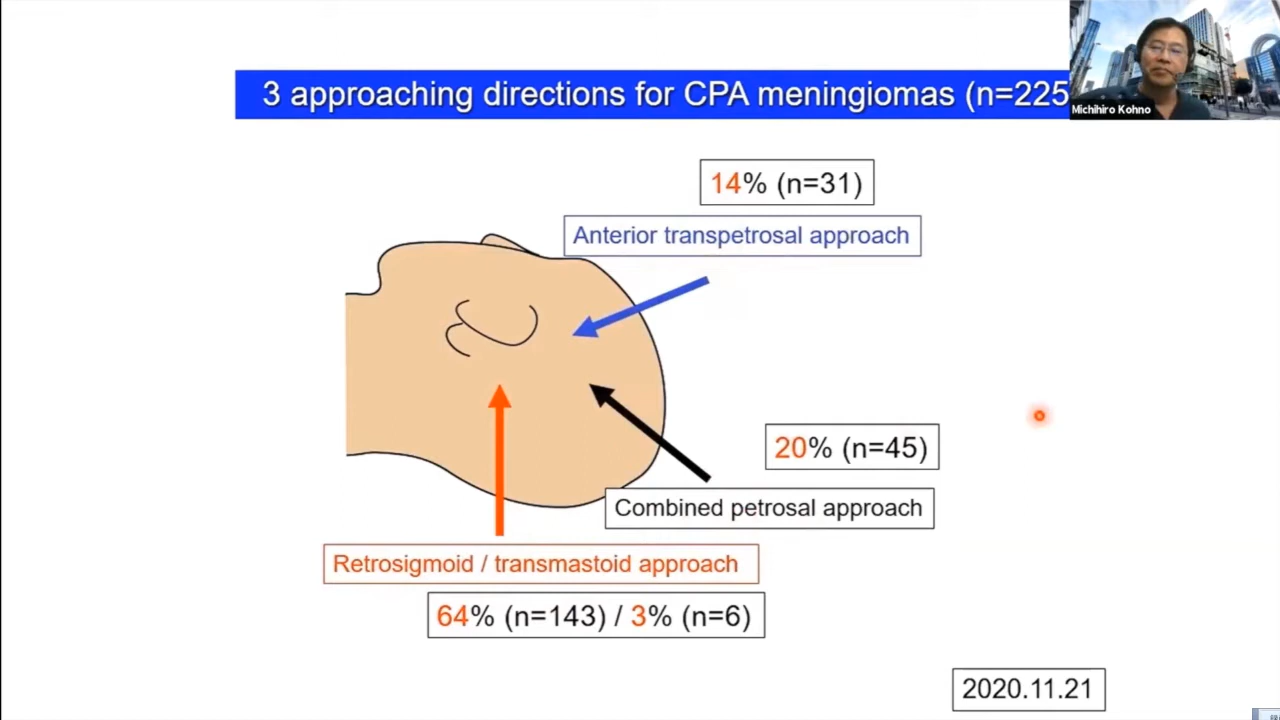 3 approaching directions for CPA meningiomas (n=225
Michihiro Kohno
14% (n=31)
Anterior transpetrosal approach
20% (n=45)
Combined petrosal approach
Retrosigmoid / transmastoid approach
64% (n=143) / 3% (n=6)
2020.11.21